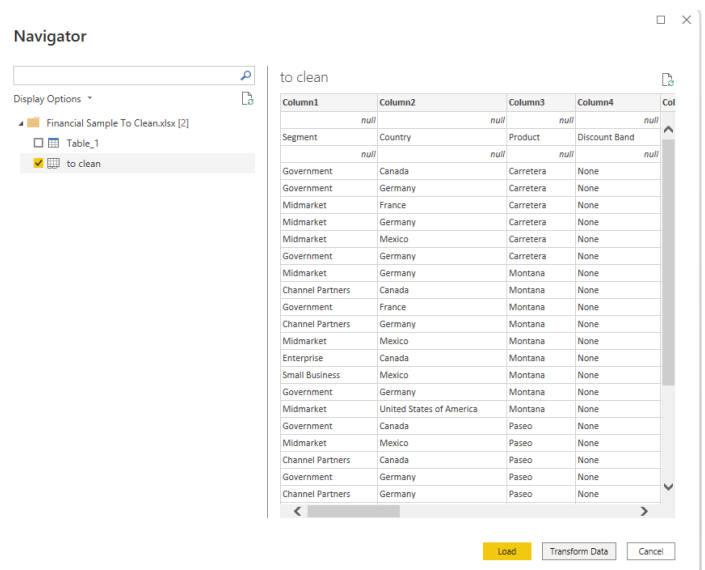 Navigator
Display Options
Financial Sample To Clean.xlsx [2]
Table_1
to clean
to clean
Column1 Column2 Column3 Column4 Col
null null null null
Segment Country Product Discount Band
null null null null
Government Canada Carretera None
Government Germany Carretera None
Midmarket France Carretera None
Midmarket Germany Carretera None
Midmarket Mexico Carretera None
Government Germany Carretera None
Midmarket Germany Montana None
Channel Partners Canada Montana None
Government France Montana None
Channel Partners Germany Montana None
Midmarket Mexico Montana None
Enterprise Canada Montana None
Small Business Mexico Montana None
Government Germany Montana None
Midmarket United States of America Montana None
Government Canada Paseo None
Midmarket Mexico Paseo None
Channel Partners Canada Paseo None
Government Germany Paseo None
Channel Partners Germany Paseo None
Load Transform Data Cancel